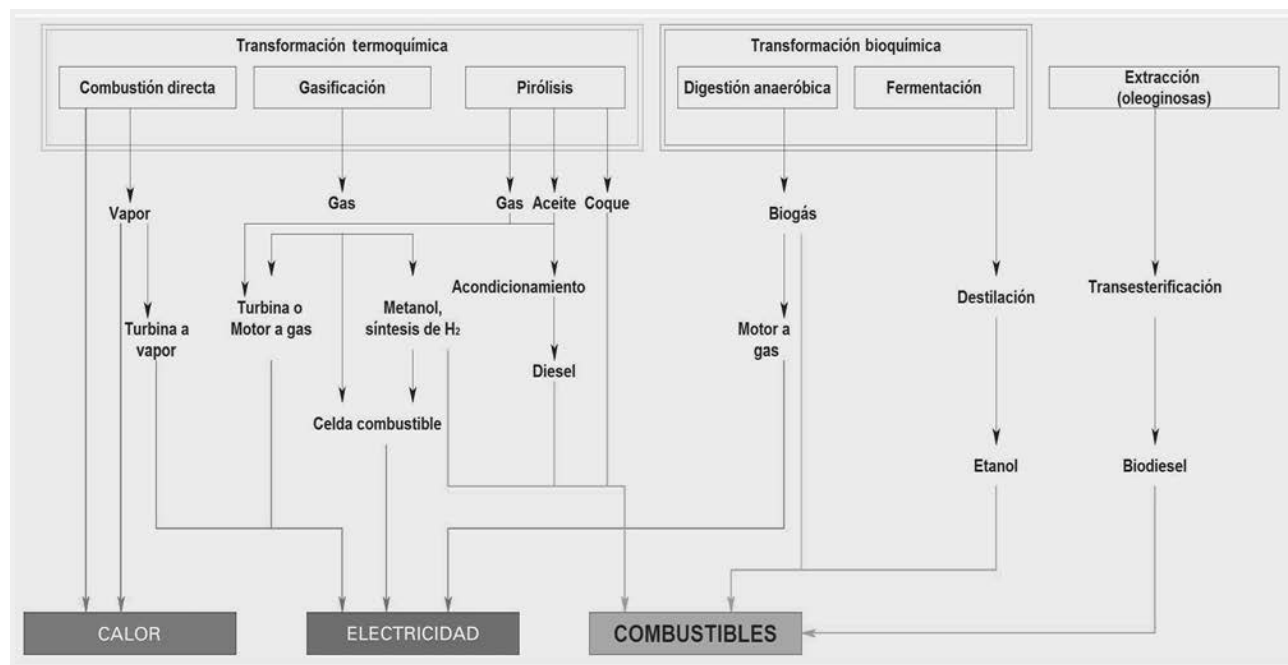 Transformación termoquímica
Transformación bioquímica
Combustión directa
Gasificación
Pirólisis
Digestión anaeróbica
Fermentación
Extracción
(oleoginosas)
Vapor
Gas
Gas
Aceite
Coque
Biogás
Turbina a
vapor
Turbina o
Motor a gas
Metanol,
síntesis de H2
Acondicionamiento
Motor a
gas
Destilación
Transesterificación
Diesel
Celda combustible
Etanol
Biodiesel
CALOR
ELECTRICIDAD
COMBUSTIBLES